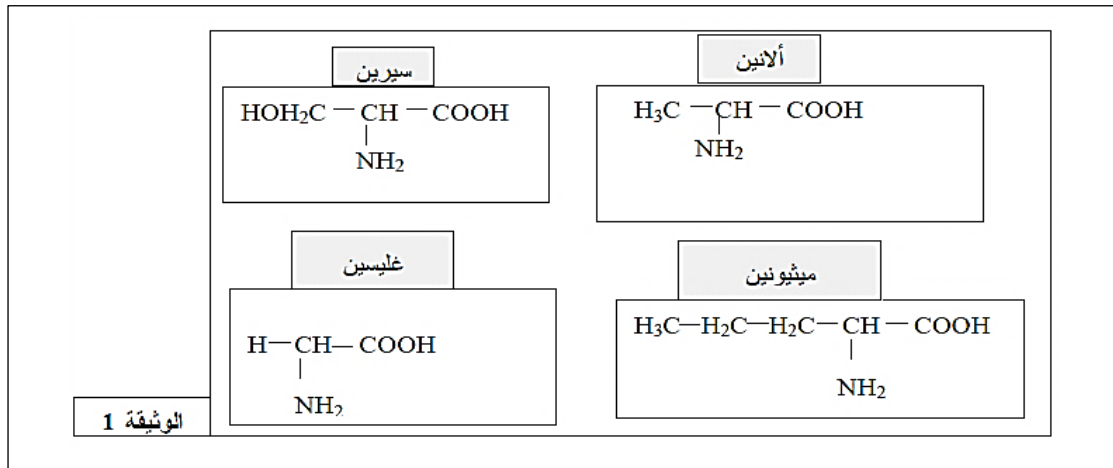 سيرين
HOH₂C — CH — COOH
NH₂
ألانين
H₃C — CH — COOH
NH₂
غليسين
H — CH — COOH
NH₂
ميثيونين
H₃C—H₂C—H₂C—CH — COOH
NH₂
الوثيقة 1